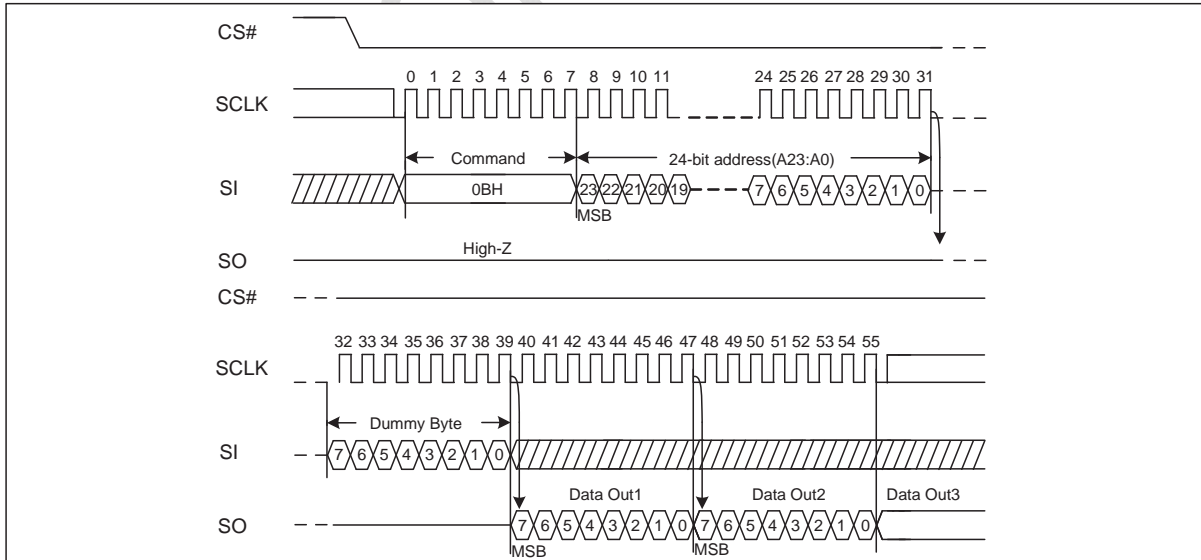 CS#
0 1 2 3 4 5 6 7 8 9 10 11 24 25 26 27 28 29 30 31
SCLK
Command 24-bit address(A23:A0)
SI 0BH 23 22 21 20 19 7 6 5 4 3 2 1 0
MSB
High-Z
SO
CS#
32 33 34 35 36 37 38 39 40 41 42 43 44 45 46 47 48 49 50 51 52 53 54 55
SCLK
Dummy Byte
SI 7 6 5 4 3 2 1 0
Data Out1 Data Out2 Data Out3
SO 7 6 5 4 3 2 1 0 7 6 5 4 3 2 1 0
MSB MSB